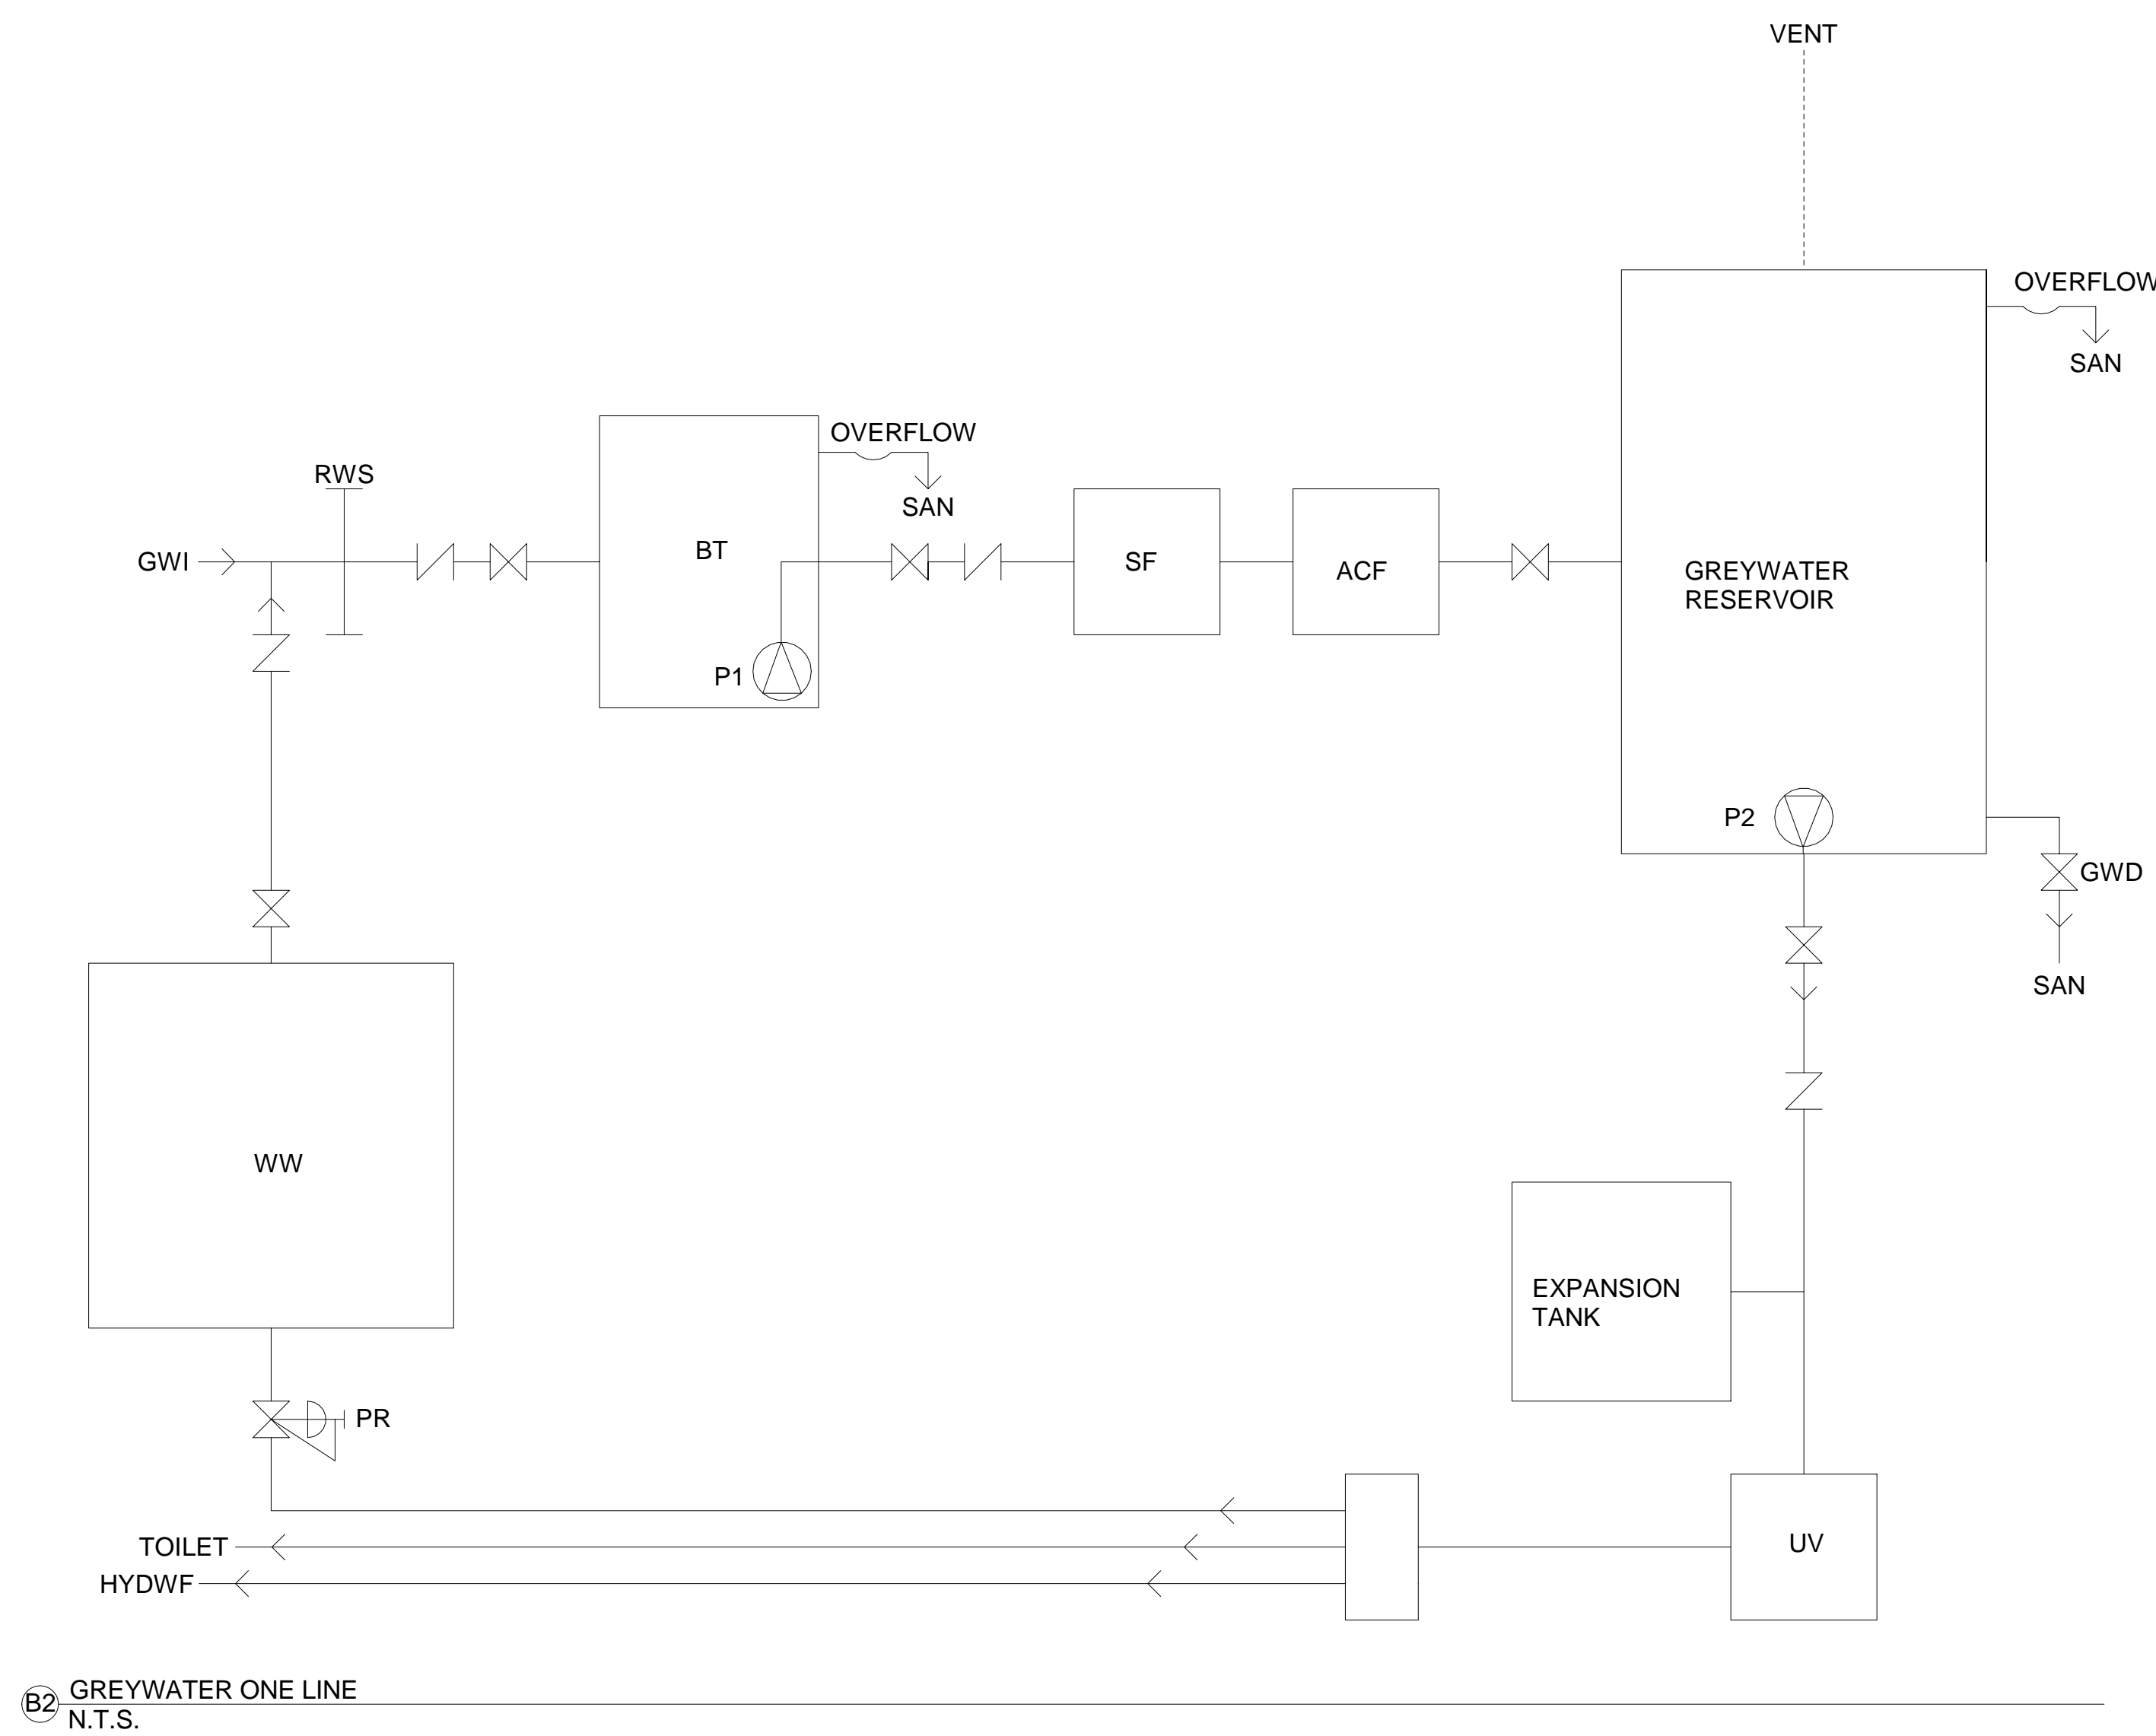 VENT
OVERFLOW
SAN
OVERFLOW
RWS
SAN
GWI
BT
SF
ACF
GREYWATER
RESERVOIR
P1
P2
GWD
SAN
WW
EXPANSION
TANK
PR
TOILET
UV
HYDWF
B2
GREYWATER ONE LINE
N.T.S.